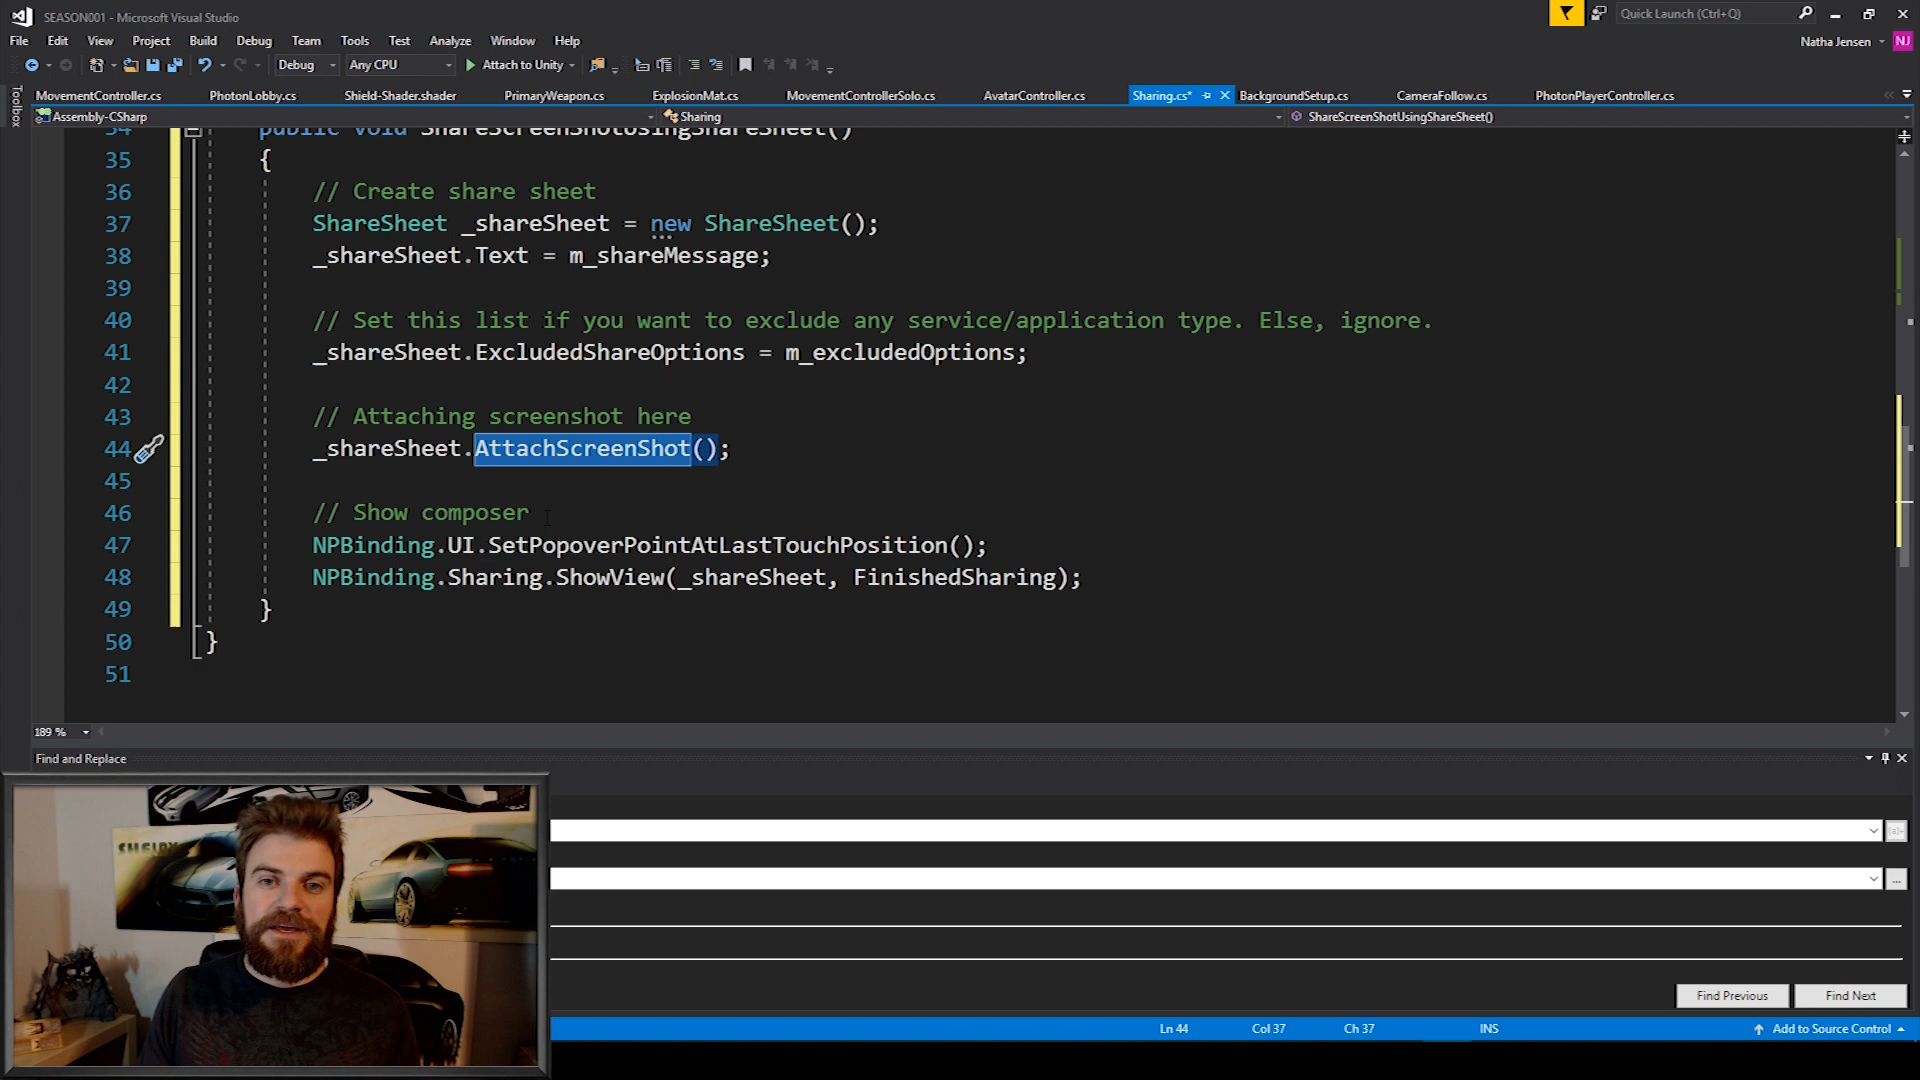 SEASON001 - Microsoft Visual Studio
Quick Launch (Ctrl+Q)
File Edit View Project Build Debug Team Tools Test Analyze Window Help
Natha Jensen NJ
Debug Any CPU Attach to Unity
Toolbox
MovementController.cs PhotonLobby.cs Shield-Shader.shader PrimaryWeapon.cs ExplosionMat.cs MovementControllerSolo.cs AvatarController.cs Sharing.cs* BackgroundSetup.cs CameraFollow.cs PhotonPlayerController.cs
Assembly-CSharp Sharing ShareScreenShotUsingShareSheet()
34 public void ShareScreenShotUsingShareSheet()
35 {
36 // Create share sheet
37 ShareSheet _shareSheet = new ShareSheet();
38 _shareSheet.Text = m_shareMessage;
39
40 // Set this list if you want to exclude any service/application type. Else, ignore.
41 _shareSheet.ExcludedShareOptions = m_excludedOptions;
42
43 // Attaching screenshot here
44 _shareSheet.AttachScreenShot();
45
46 // Show composer
47 NPBinding.UI.SetPopoverPointAtLastTouchPosition();
48 NPBinding.Sharing.ShowView(_shareSheet, FinishedSharing);
49 }
50 }
51
189 %
Find and Replace
...
SHELBY
Find Previous Find Next
Ln 44 Col 37 Ch 37 INS Add to Source Control